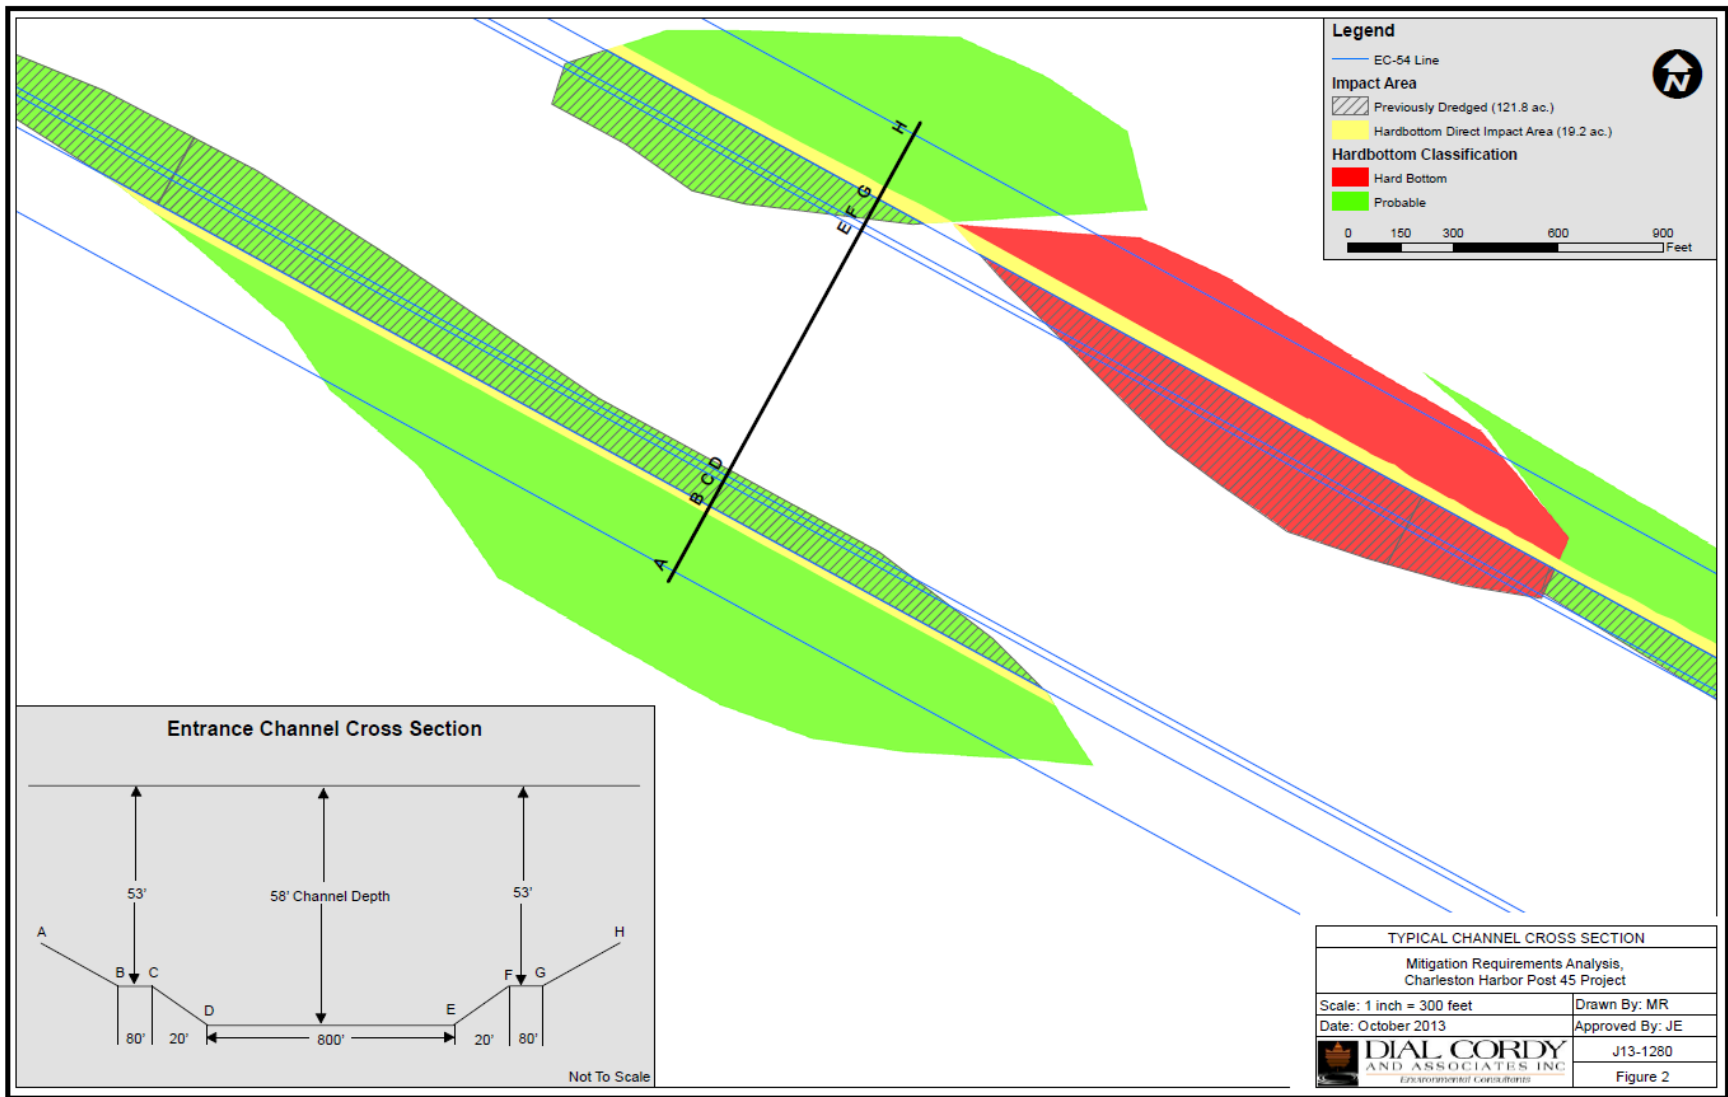 Legend
EC-54 Line
Impact Area
Previously Dredged (121.8 ac.)
Hardbottom Direct Impact Area (19.2 ac.)
Hardbottom Classification
Hard Bottom
Probable
0 150 300 600 900
Feet
N
H
G
F
E
D
C
B
A
Entrance Channel Cross Section
53'
58' Channel Depth
53'
A
H
B C
F G
D
E
80' 20' 800' 20' 80'
Not To Scale
TYPICAL CHANNEL CROSS SECTION
Mitigation Requirements Analysis,
Charleston Harbor Post 45 Project
Scale: 1 inch = 300 feet
Drawn By: MR
Date: October 2013
Approved By: JE
DIAL CORDY
AND ASSOCIATES INC
Environmental Consultants
J13-1280
Figure 2